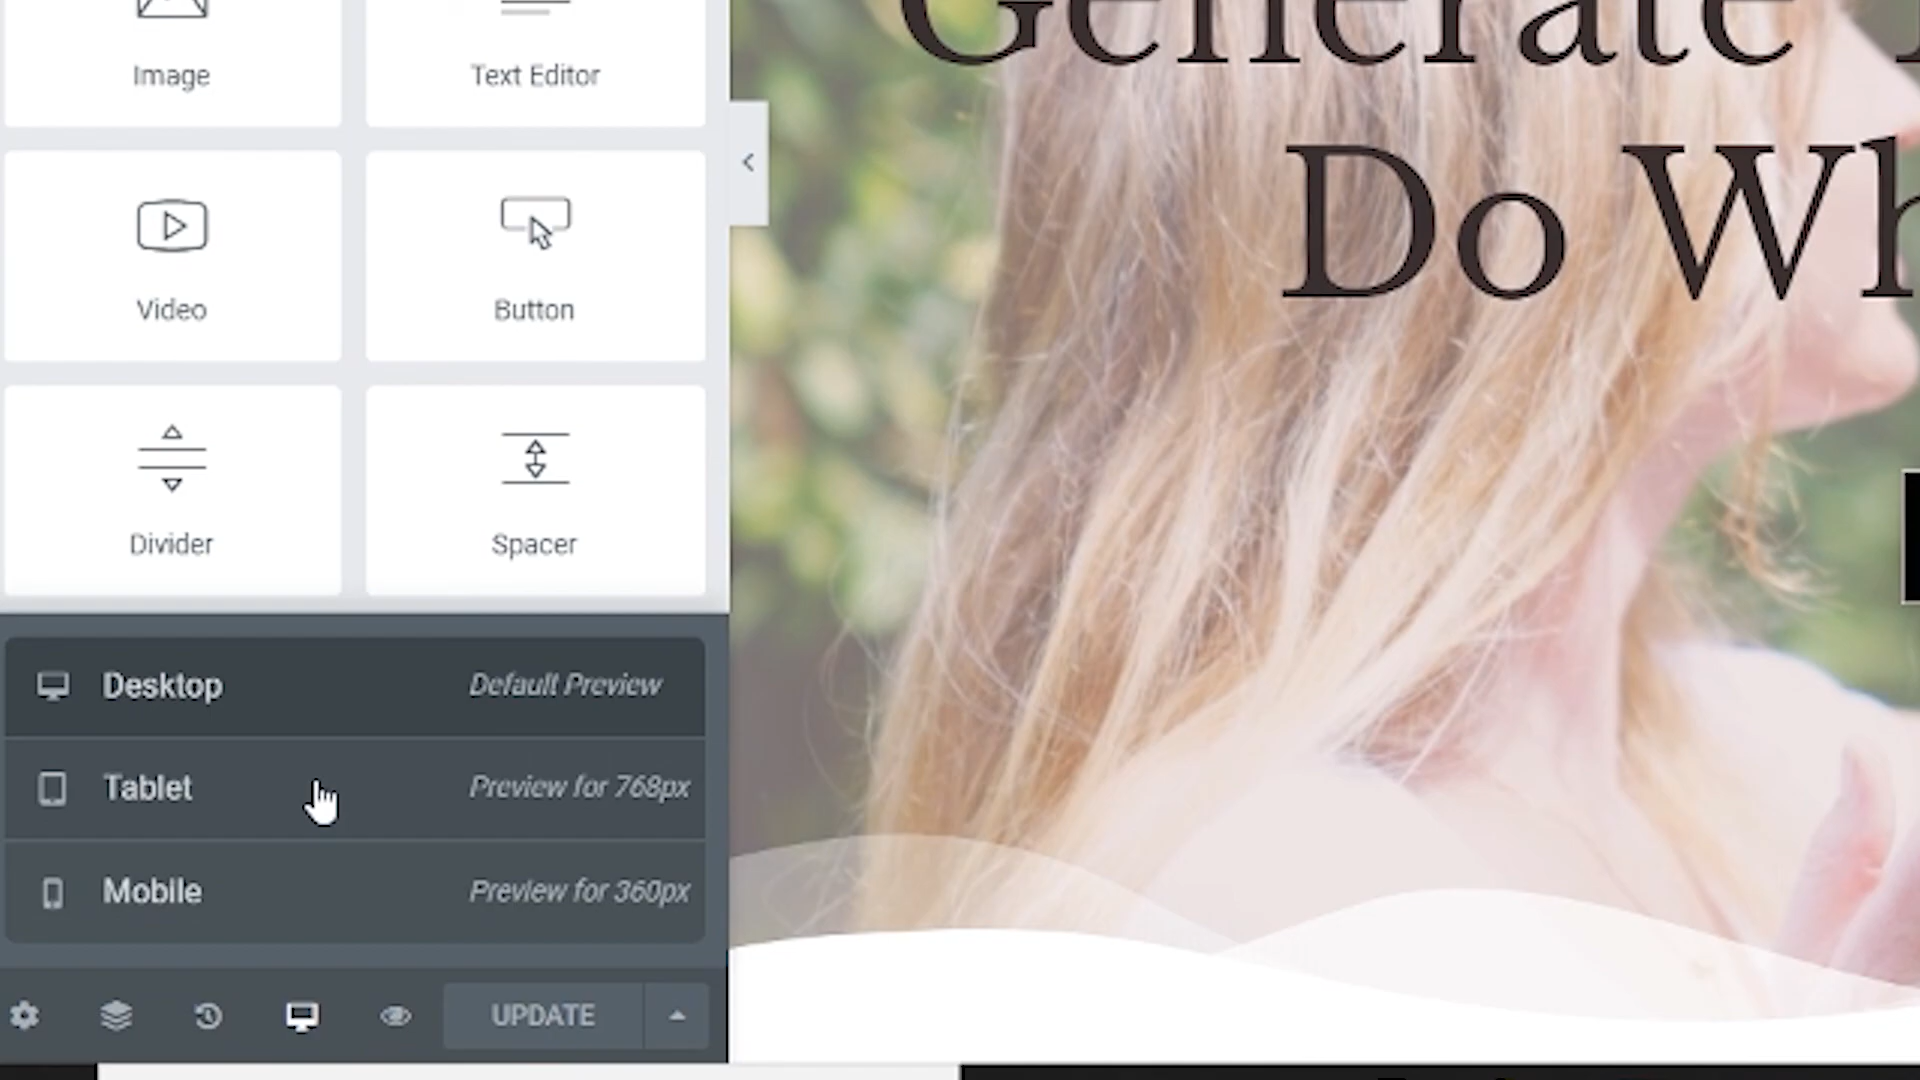 Image
Text Editor
Video
Button
Divider
Spacer
Generate
Do Wh
Desktop Default Preview
Tablet Preview for 768px
Mobile Preview for 360px
UPDATE